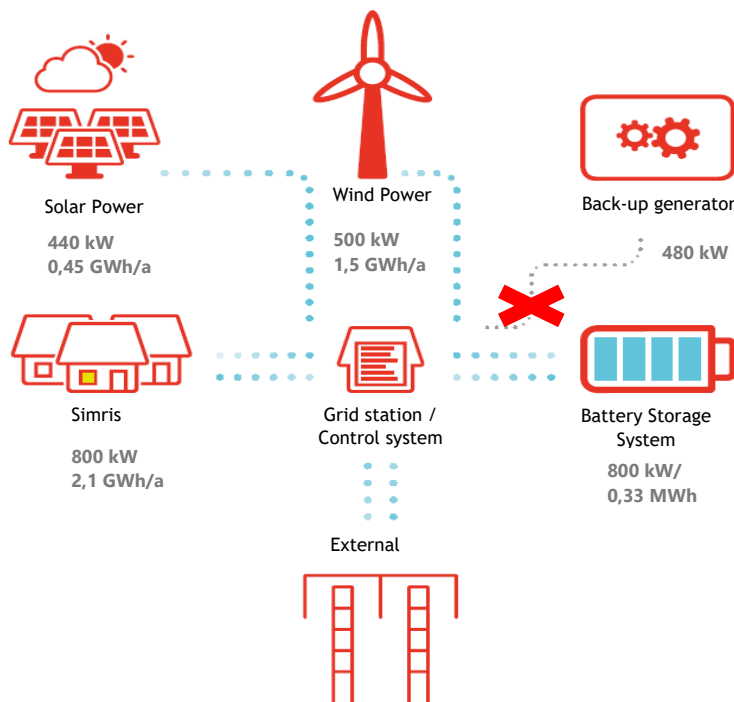 Solar Power
440 kW
0,45 GWh/a
Wind Power
500 kW
1,5 GWh/a
Back-up generator
480 kW
Simris
800 kW
2,1 GWh/a
Grid station /
Control system
Battery Storage
System
800 kW/
0,33 MWh
External